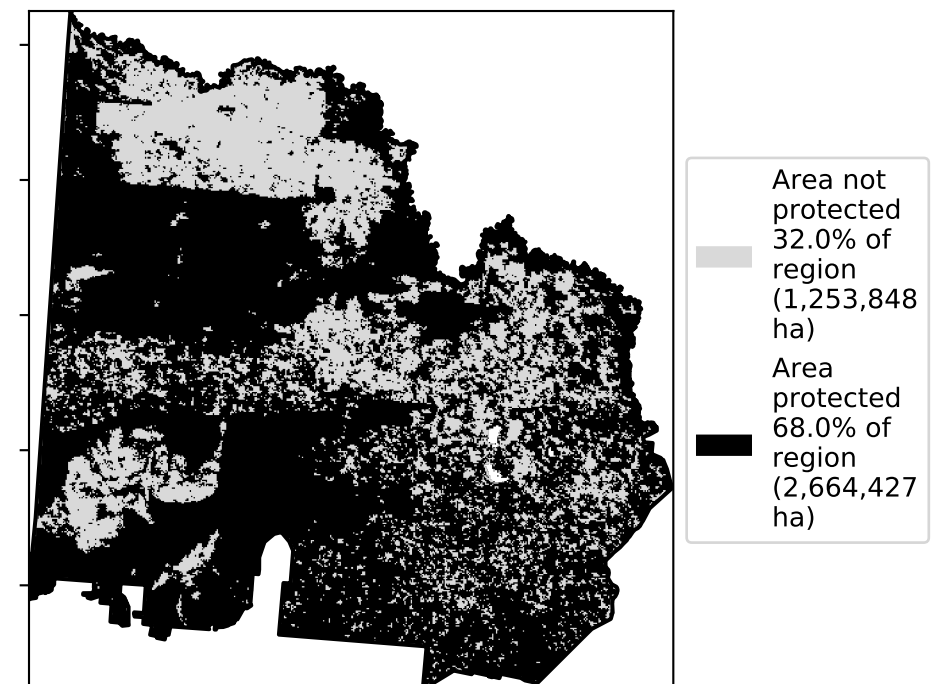 Area not
protected
32.0% of
region
(1,253,848
ha)
Area
protected
68.0% of
region
(2,664,427
ha)